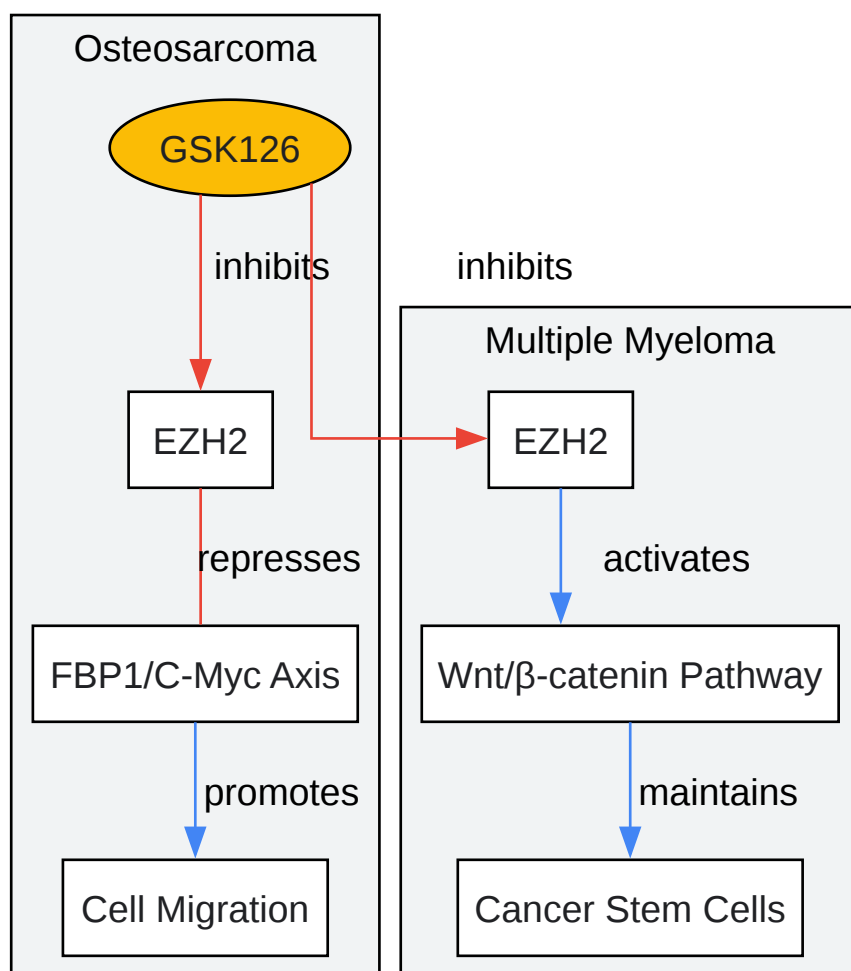 Osteosarcoma
GSK126
inhibits
inhibits
Multiple Myeloma
EZH2
EZH2
represses
activates
FBP1/C-Myc Axis
Wnt/β-catenin Pathway
promotes
maintains
Cell Migration
Cancer Stem Cells